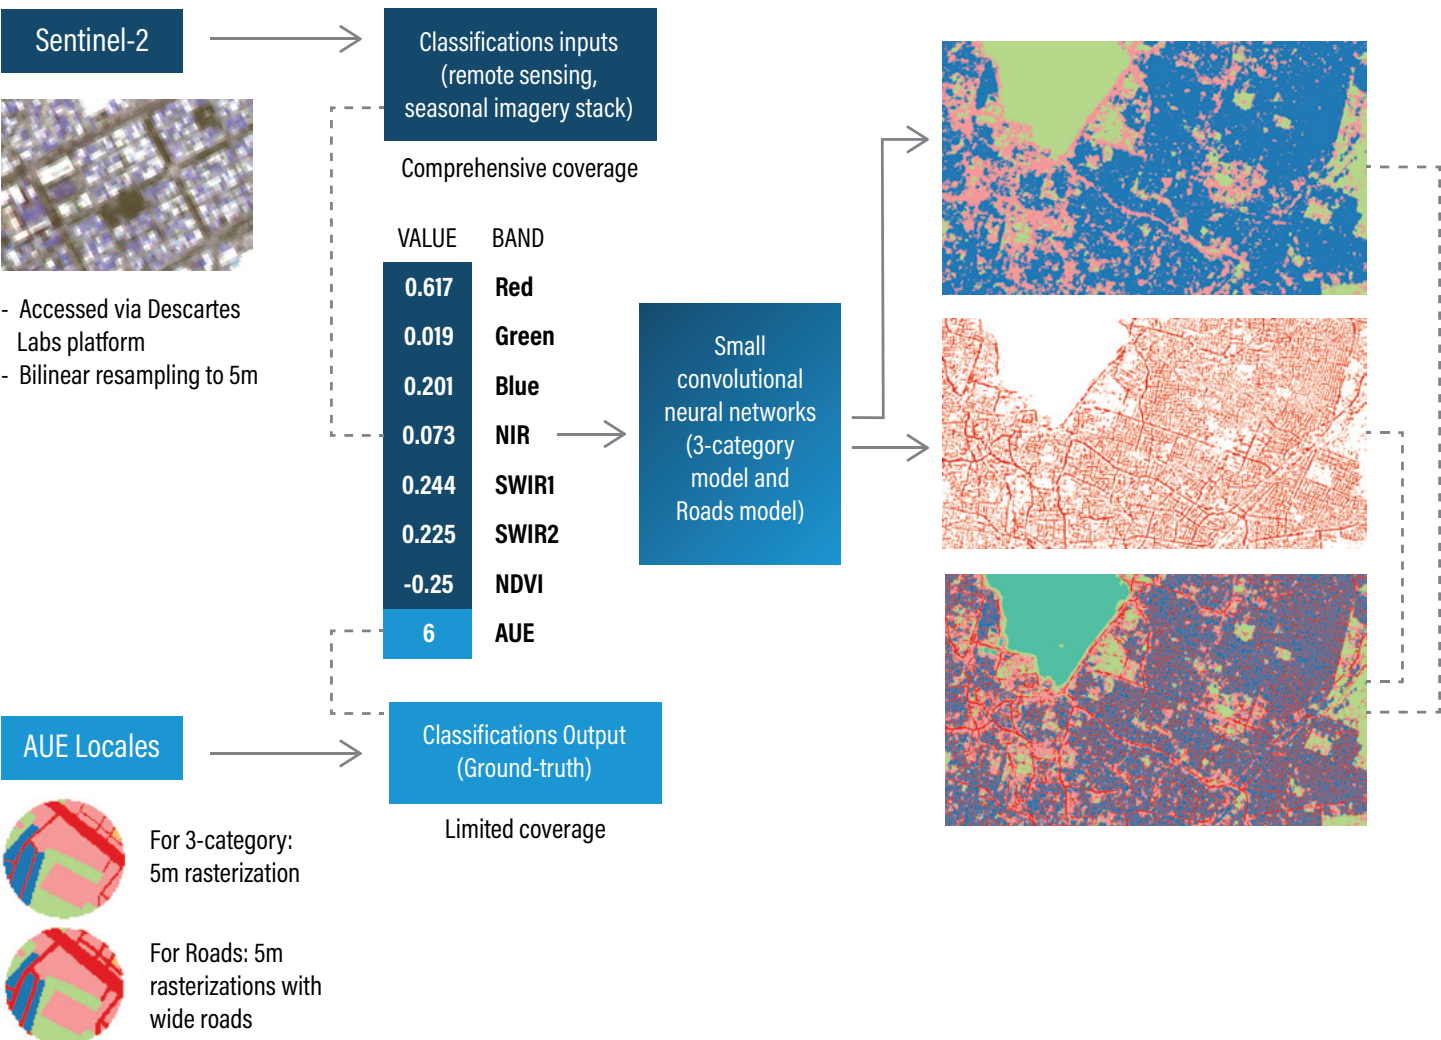 Sentinel-2
- Accessed via Descartes
Labs platform
- Bilinear resampling to 5m
Classifications inputs
(remote sensing,
seasonal imagery stack)
Comprehensive coverage
VALUE BAND
0.617 Red
0.019 Green
0.201 Blue
0.073 NIR
0.244 SWIR1
0.225 SWIR2
-0.25 NDVI
6 AUE
Small
convolutional
neural networks
(3-category
model and
Roads model)
AUE Locales
Classifications Output
(Ground-truth)
Limited coverage
For 3-category:
5m rasterization
For Roads: 5m
rasterizations with
wide roads